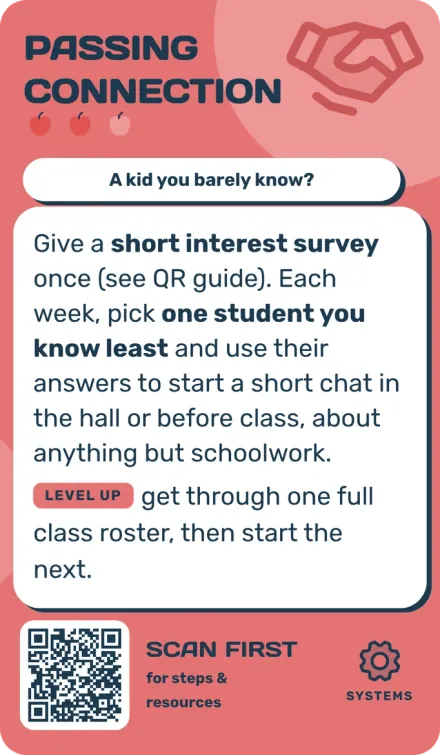 PASSING
CONNECTION
A kid you barely know?
Give a short interest survey
once (see QR guide). Each
week, pick one student you
know least and use their
answers to start a short chat in
the hall or before class, about
anything but schoolwork.
LEVEL UP get through one full
class roster, then start the
next.
SCAN FIRST
for steps &
resources
SYSTEMS